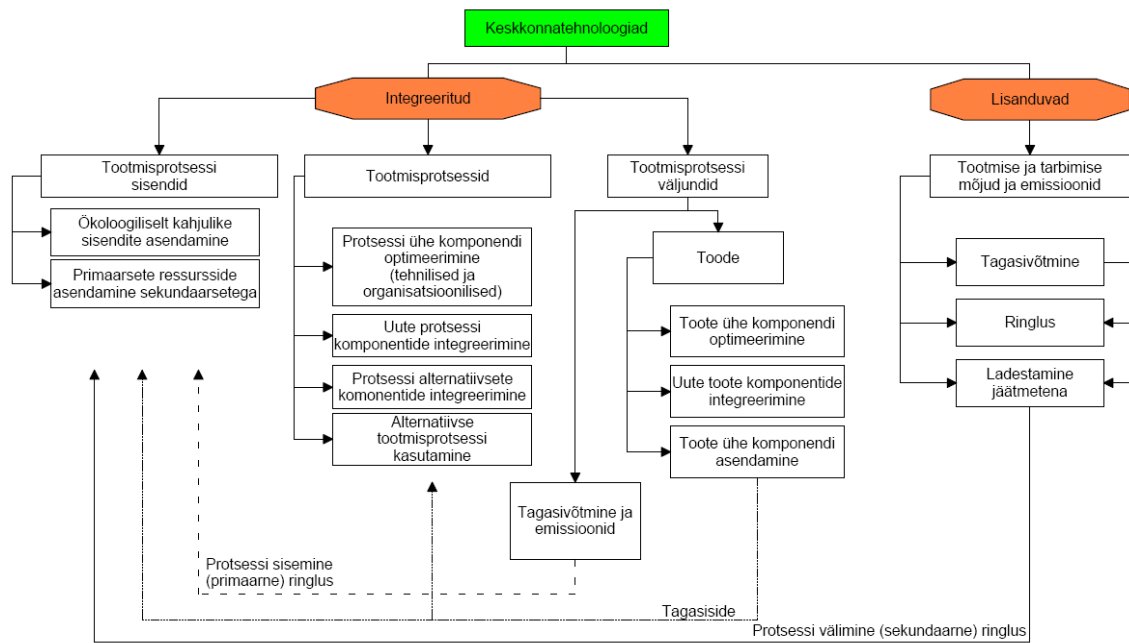 Keskkonnatehnoloogiad
Integreeritud
Lisanduvad
Tootmisprotsessi
sisendid
Tootmisprotsessid
Tootmisprotsessi
väljundid
Tootmise ja tarbimise
mõjud ja emissioonid
Ökoloogiliselt kahjulike
sisendite asendamine
Primaarsete ressursside
asendamine sekundaarsetega
Protsessi ühe komponendi
optimeerimine
(tehnilised ja
organisatsioonilised)
Uute protsessi
komponentide integreerimine
Protsessi alternatiivsete
komonentide integreerimine
Alternatiivse
tootmisprotsessi
kasutamine
Toode
Toote ühe komponendi
optimeerimine
Uute toote komponentide
integreerimine
Toote ühe komponendi
asendamine
Tagasivõtmine ja
emissioonid
Tagasivõtmine
Ringlus
Ladestamine
jäätmetena
Protsessi sisemine
(primaarne) ringlus
Tagasiside
Protsessi välimine (sekundaarne) ringlus